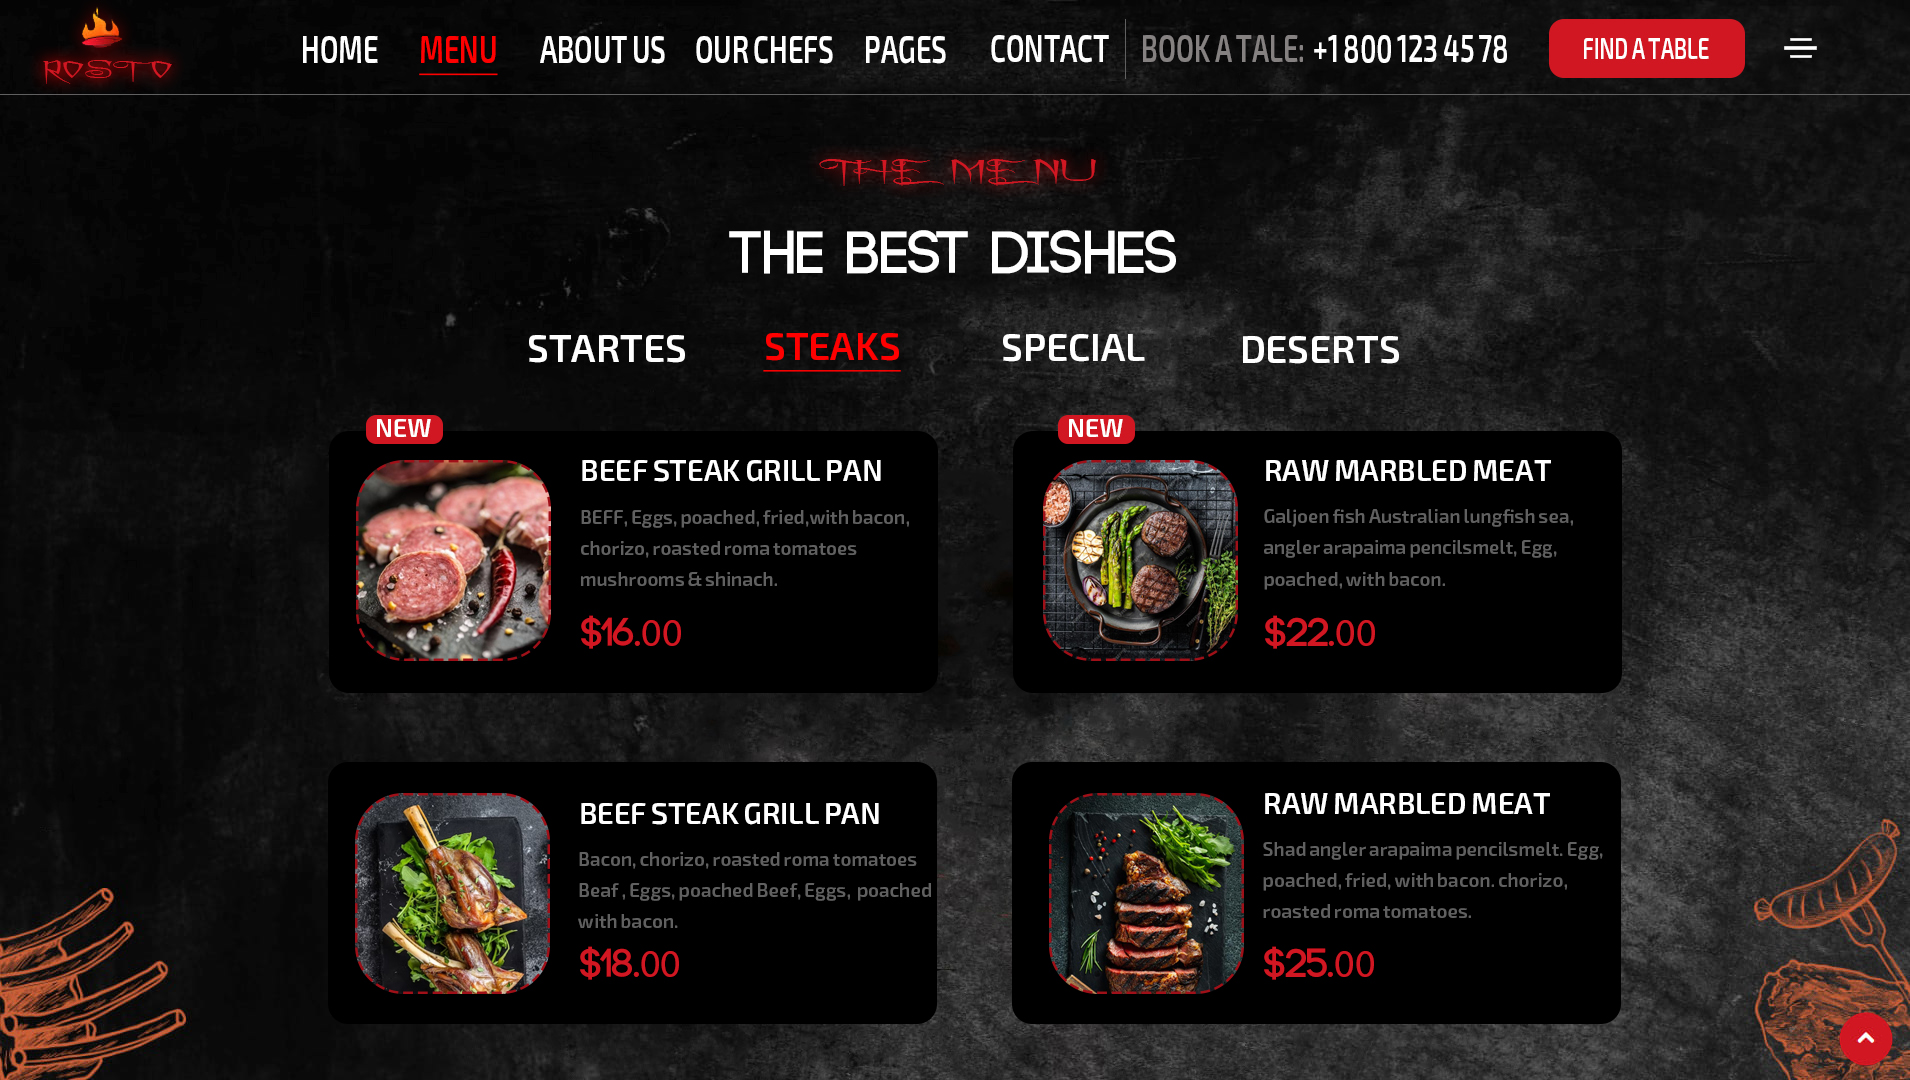 ROSTO
HOME MENU ABOUT US OUR CHEFS PAGES CONTACT BOOK A TALE: +1 800 123 45 78 FIND A TABLE
THE MENU
THE BEST DISHES
STARTES STEAKS SPECIAL DESERTS
NEW
BEEF STEAK GRILL PAN
BEFF, Eggs, poached, fried,with bacon,
chorizo, roasted roma tomatoes
mushrooms & shinach.
$16.00
NEW
RAW MARBLED MEAT
Galjoen fish Australian lungfish sea,
angler arapaima pencilsmelt, Egg,
poached, with bacon.
$22.00
BEEF STEAK GRILL PAN
Bacon, chorizo, roasted roma tomatoes
Beaf , Eggs, poached Beef, Eggs, poached
with bacon.
$18.00
RAW MARBLED MEAT
Shad angler arapaima pencilsmelt. Egg,
poached, fried, with bacon. chorizo,
roasted roma tomatoes.
$25.00